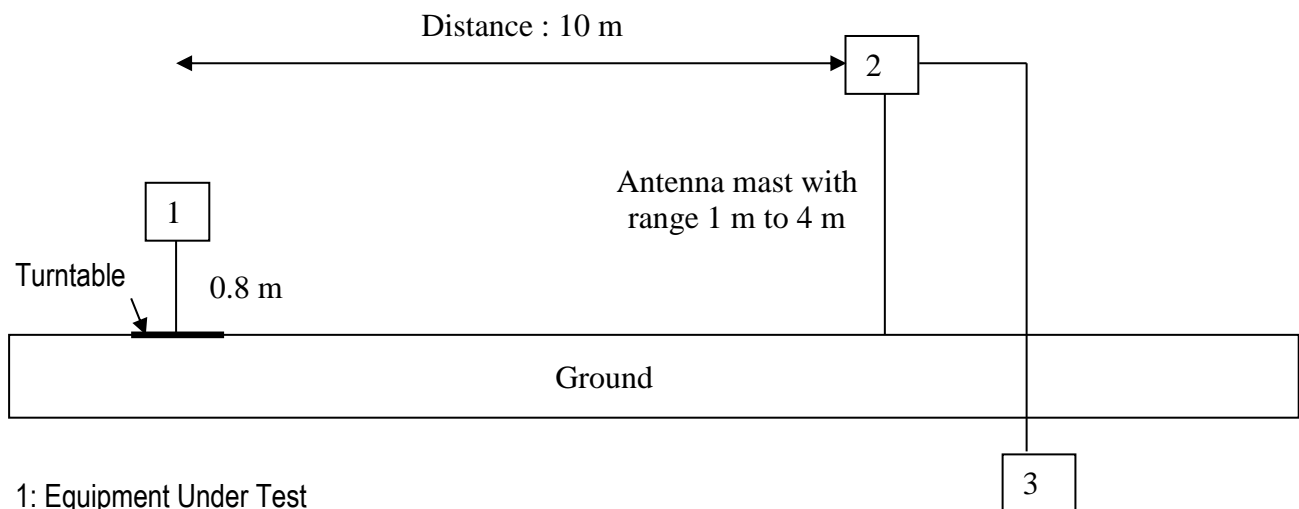 Distance : 10 m
2
Antenna mast with
range 1 m to 4 m
1
Turntable
0.8 m
Ground
3
1: Equipment Under Test